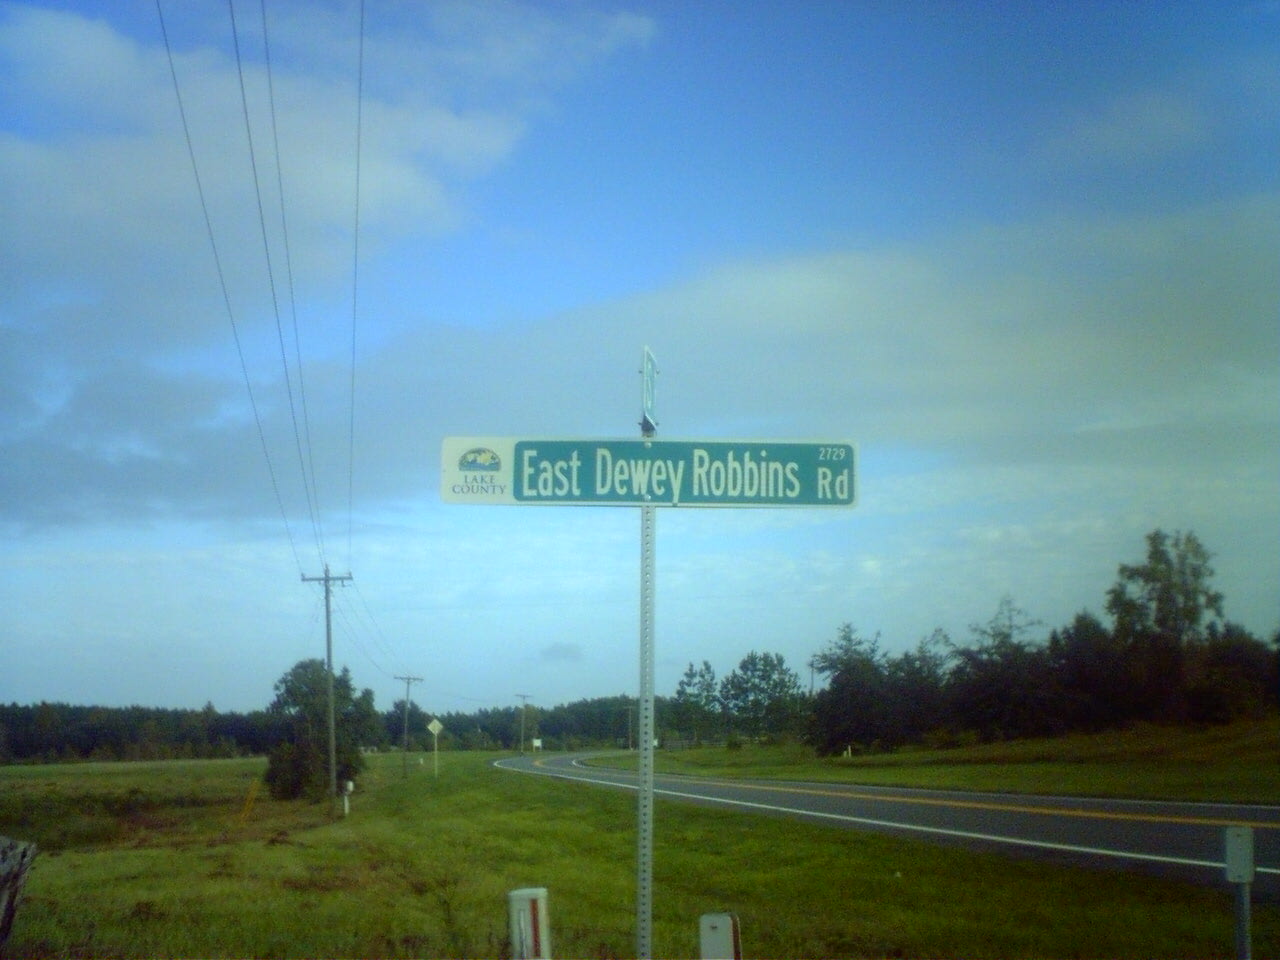 LAKE
COUNTY
East Dewey Robbins Rd
2729